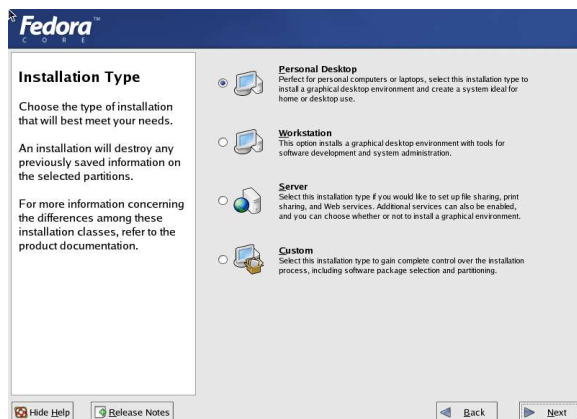 Fedora™
CORE
Installation Type
Choose the type of installation
that will best meet your needs.
An installation will destroy any
previously saved information on
the selected partitions.
For more information concerning
the differences among these
installation classes, refer to the
product documentation.
Personal Desktop
Perfect for personal computers or laptops, select this installation type to
install a graphical desktop environment and create a system ideal for
home or desktop use.
Workstation
This option installs a graphical desktop environment with tools for
software development and system administration.
Server
Select this installation type if you would like to set up file sharing, print
sharing, and Web services. Additional services can also be enabled,
and you can choose whether or not to install a graphical environment.
Custom
Select this installation type to gain complete control over the installation
process, including software package selection and partitioning.
Hide Help
Release Notes
Back
Next